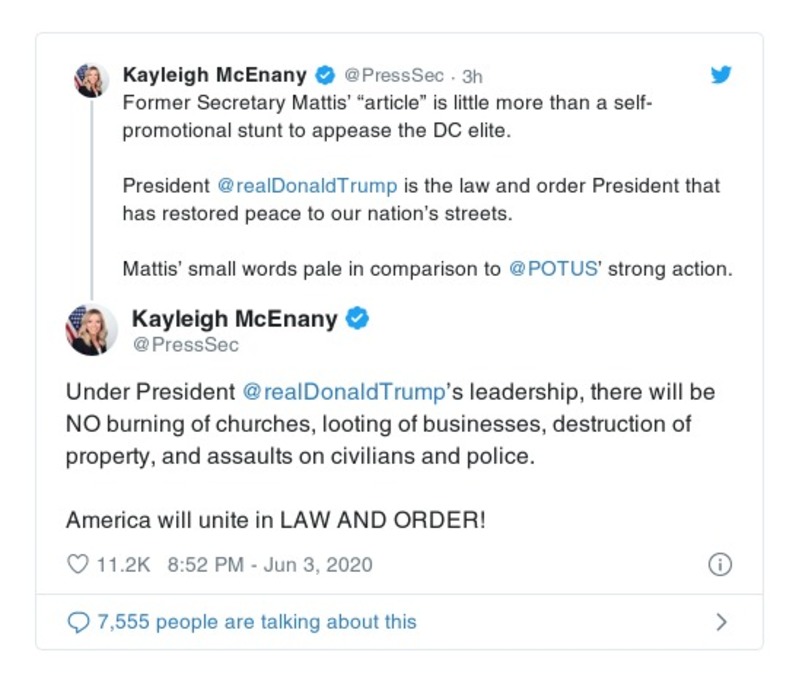 Kayleigh McEnany @PressSec · 3h
Former Secretary Mattis’ “article” is little more than a self-
promotional stunt to appease the DC elite.
President @realDonaldTrump is the law and order President that
has restored peace to our nation’s streets.
Mattis’ small words pale in comparison to @POTUS’ strong action.
Kayleigh McEnany
@PressSec
Under President @realDonaldTrump’s leadership, there will be
NO burning of churches, looting of businesses, destruction of
property, and assaults on civilians and police.
America will unite in LAW AND ORDER!
11.2K 8:52 PM - Jun 3, 2020
7,555 people are talking about this